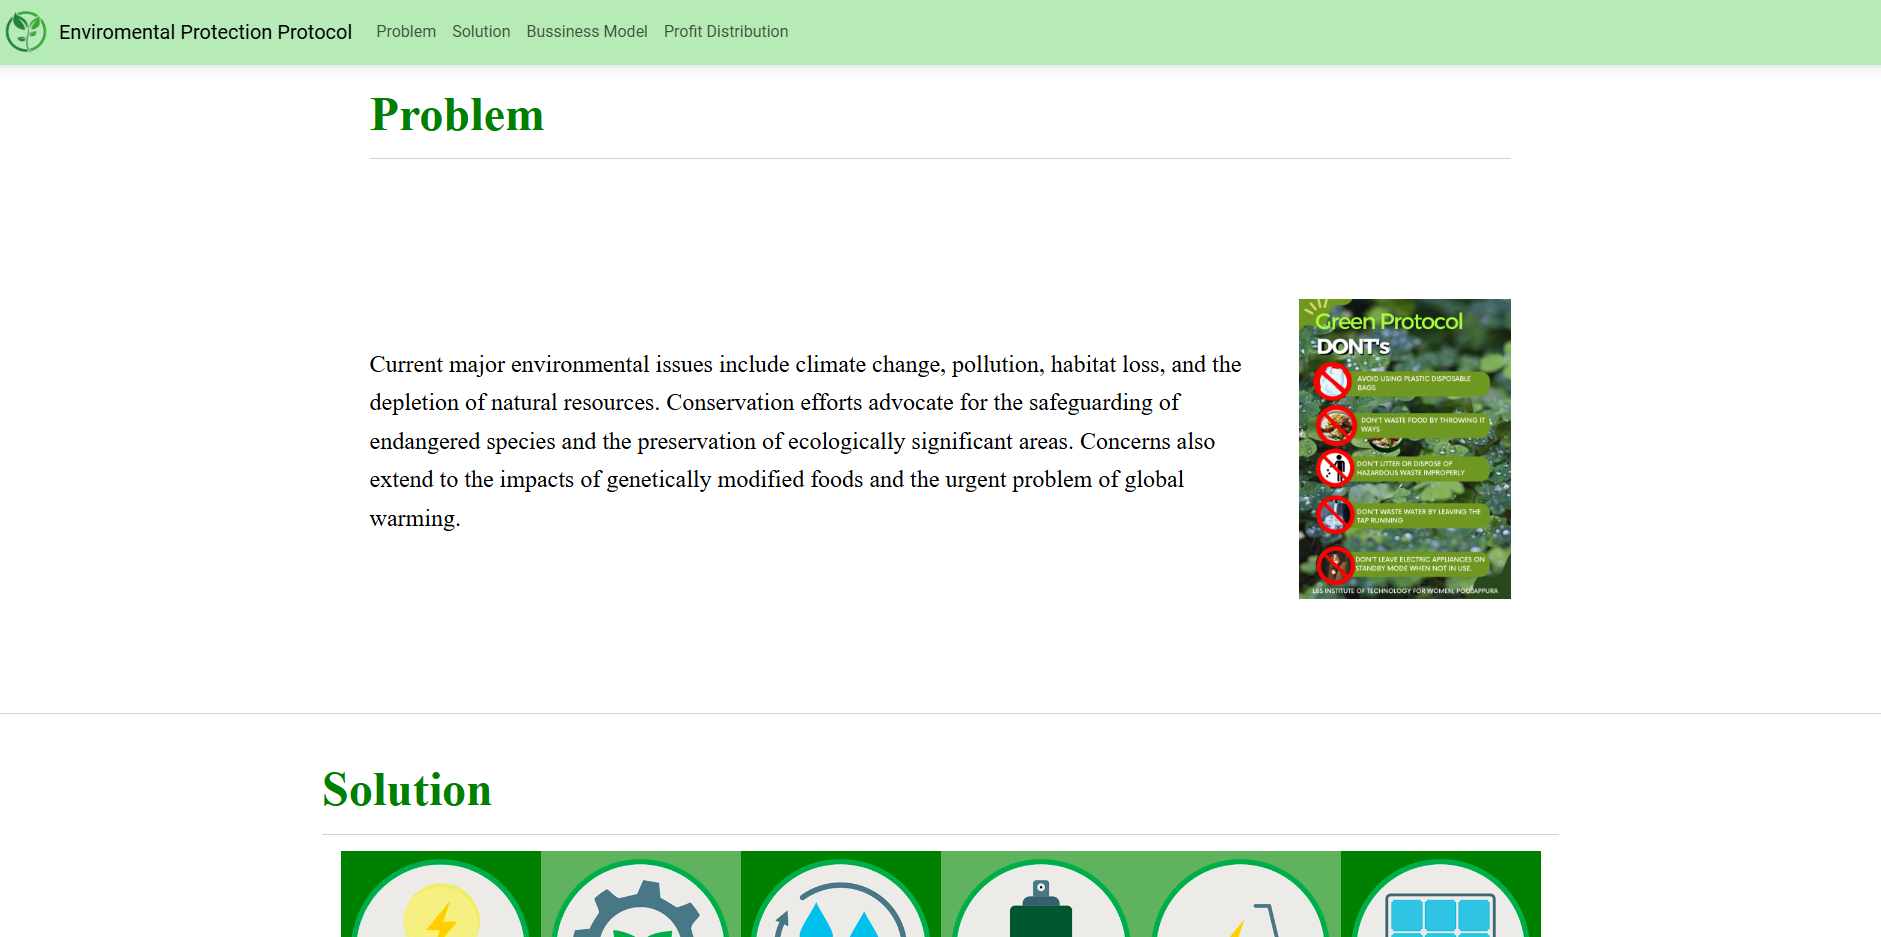 Enviromental Protection Protocol Problem Solution Bussiness Model Profit Distribution
Problem
Current major environmental issues include climate change, pollution, habitat loss, and the
depletion of natural resources. Conservation efforts advocate for the safeguarding of
endangered species and the preservation of ecologically significant areas. Concerns also
extend to the impacts of genetically modified foods and the urgent problem of global
warming.
Green Protocol
DONT's
AVOID USING PLASTIC DISPOSABLE
BAGS
DON'T WASTE FOOD BY THROWING IT
WAYS
DON'T LITTER OR DISPOSE OF
HAZARDOUS WASTE IMPROPERLY
DON'T WASTE WATER BY LEAVING THE
TAP RUNNING
DON'T LEAVE ELECTRIC APPLIANCES ON
STANDBY MODE WHEN NOT IN USE.
LBS INSTITUTE OF TECHNOLOGY FOR WOMEN, POOJAPPURA
Solution